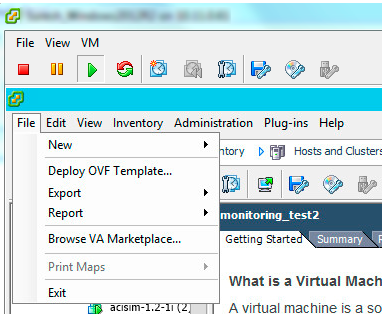 File View VM
File Edit View Inventory Administration Plug-ins Help
New
ntory Hosts and Clusters
Deploy OVF Template...
Export
Report
monitoring_test2
Browse VA Marketplace...
Getting Started Summary
Print Maps
What is a Virtual Mach
Exit
acisim-1.2-1i (2,
A virtual machine is a so